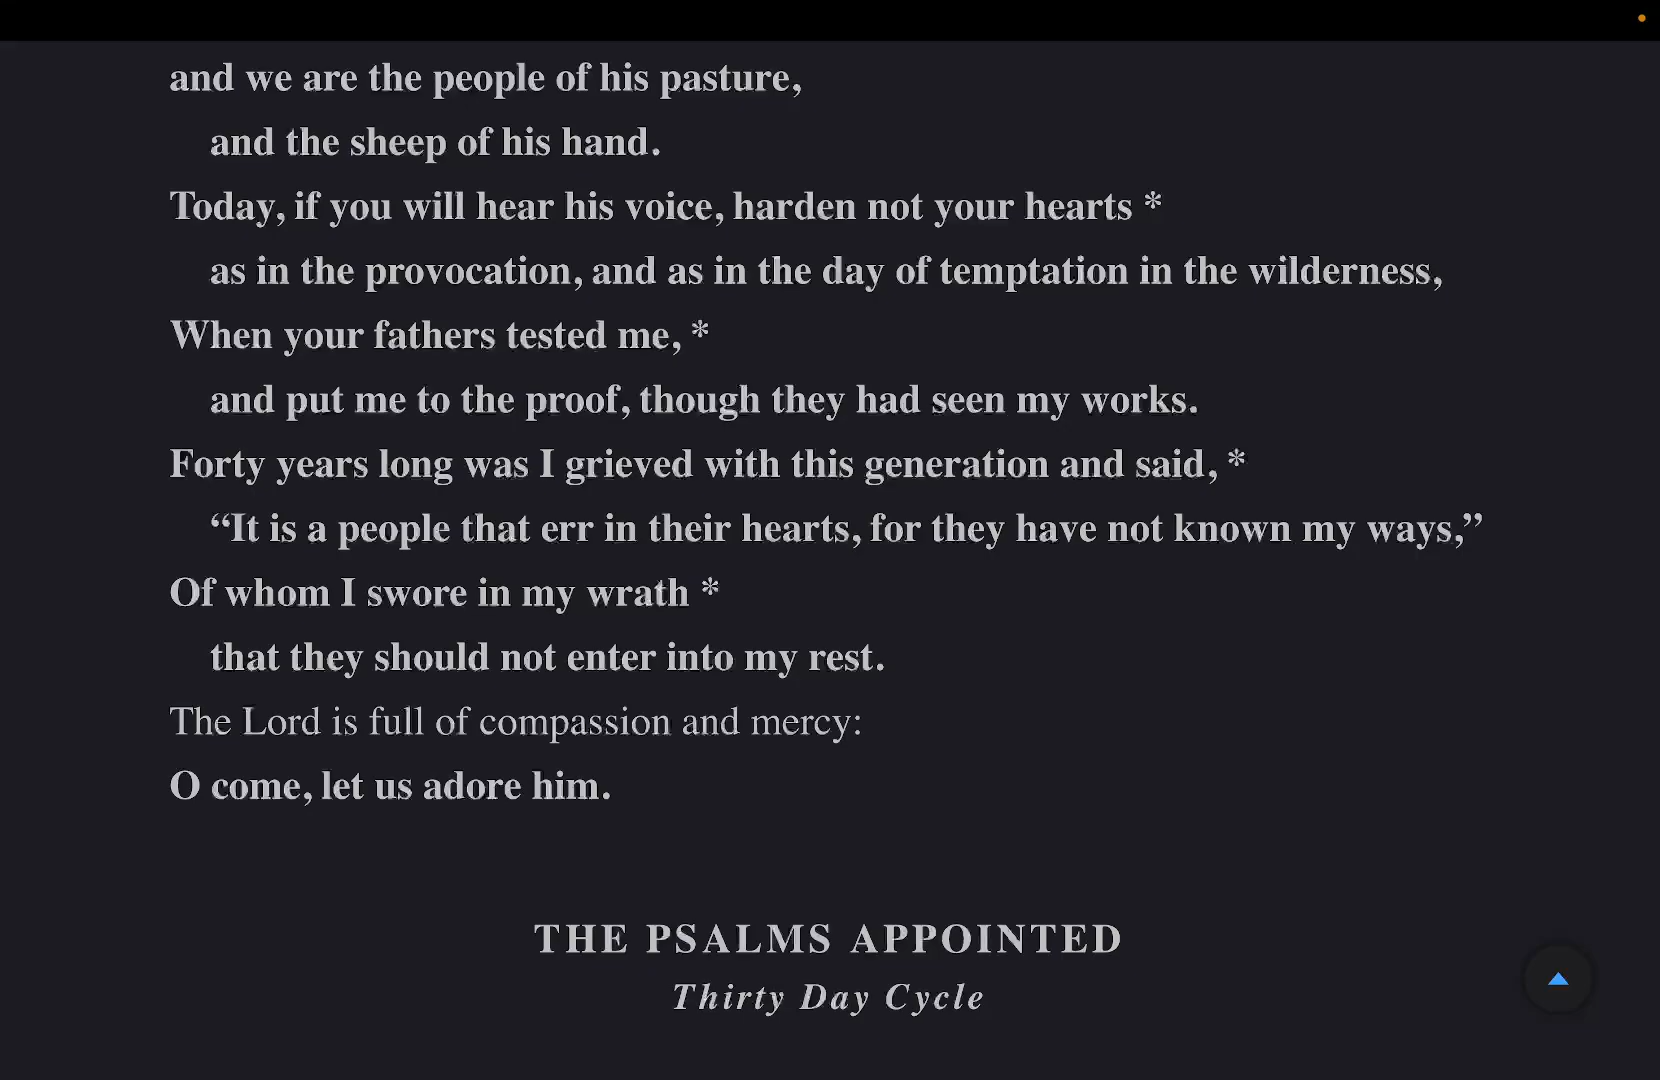 and we are the people of his pasture,
and the sheep of his hand.
Today, if you will hear his voice, harden not your hearts *
as in the provocation, and as in the day of temptation in the wilderness,
When your fathers tested me, *
and put me to the proof, though they had seen my works.
Forty years long was I grieved with this generation and said, *
“It is a people that err in their hearts, for they have not known my ways,”
Of whom I swore in my wrath *
that they should not enter into my rest.
The Lord is full of compassion and mercy:
O come, let us adore him.
THE PSALMS APPOINTED
Thirty Day Cycle